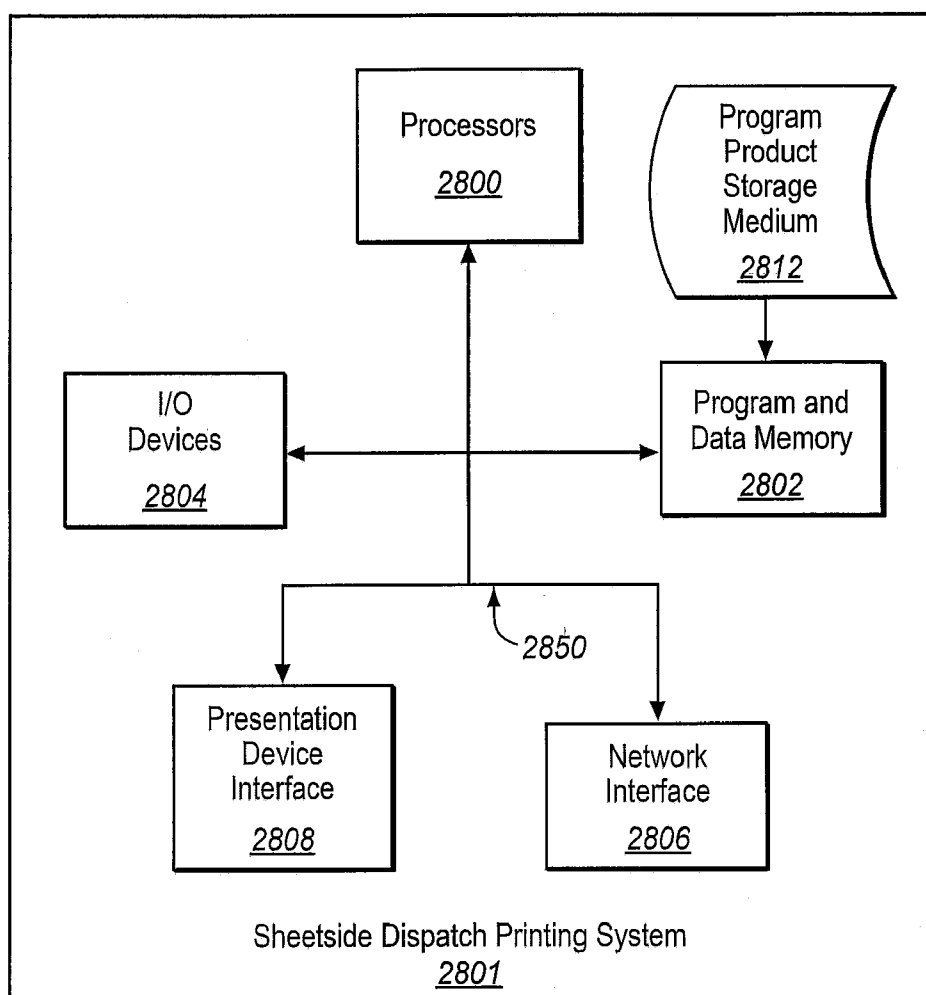 Processors
2800
Program
Product
Storage
Medium
2812
I/O
Devices
2804
Program and
Data Memory
2802
2850
Presentation
Device
Interface
2808
Network
Interface
2806
Sheetside Dispatch Printing System
2801